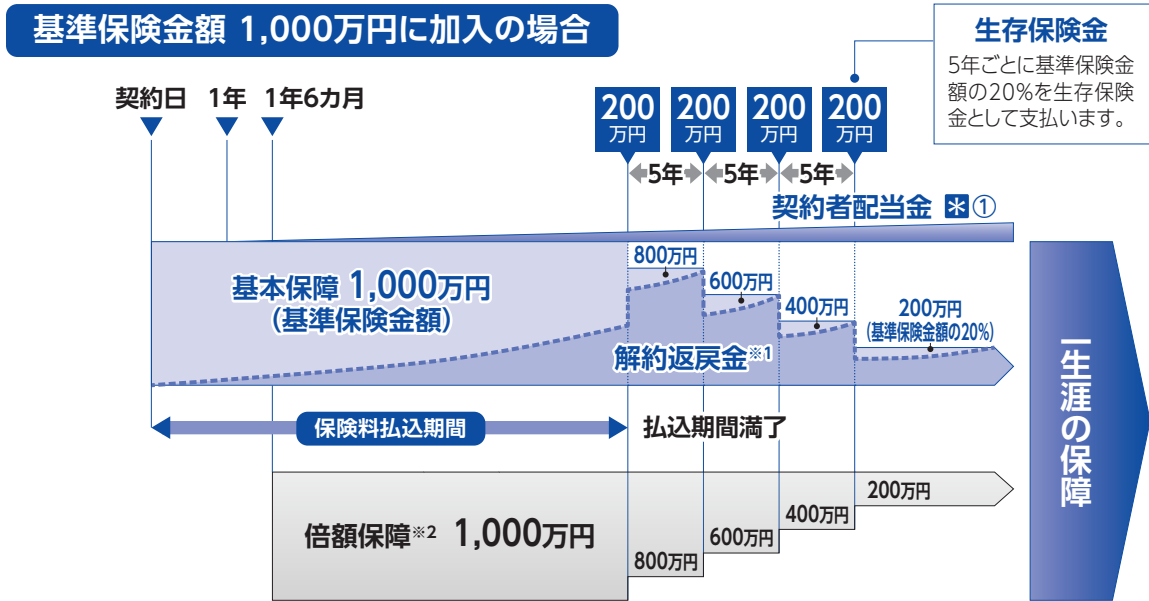 基準保険金額 1,000万円に加入の場合
生存保険金
5年ごとに基準保険金
額の20%を生存保険
金として支払います。
契約日 1年 1年6カ月
200 200 200 200
万円 万円 万円 万円
5年 5年 5年
契約者配当金 *①
基本保障 1,000万円
(基準保険金額)
800万円
600万円
400万円
200万円
(基準保険金額の20%)
解約返戻金※1
保険料払込期間
払込期間満了
倍額保障※2 1,000万円
800万円
600万円
400万円
200万円
一生涯の保障